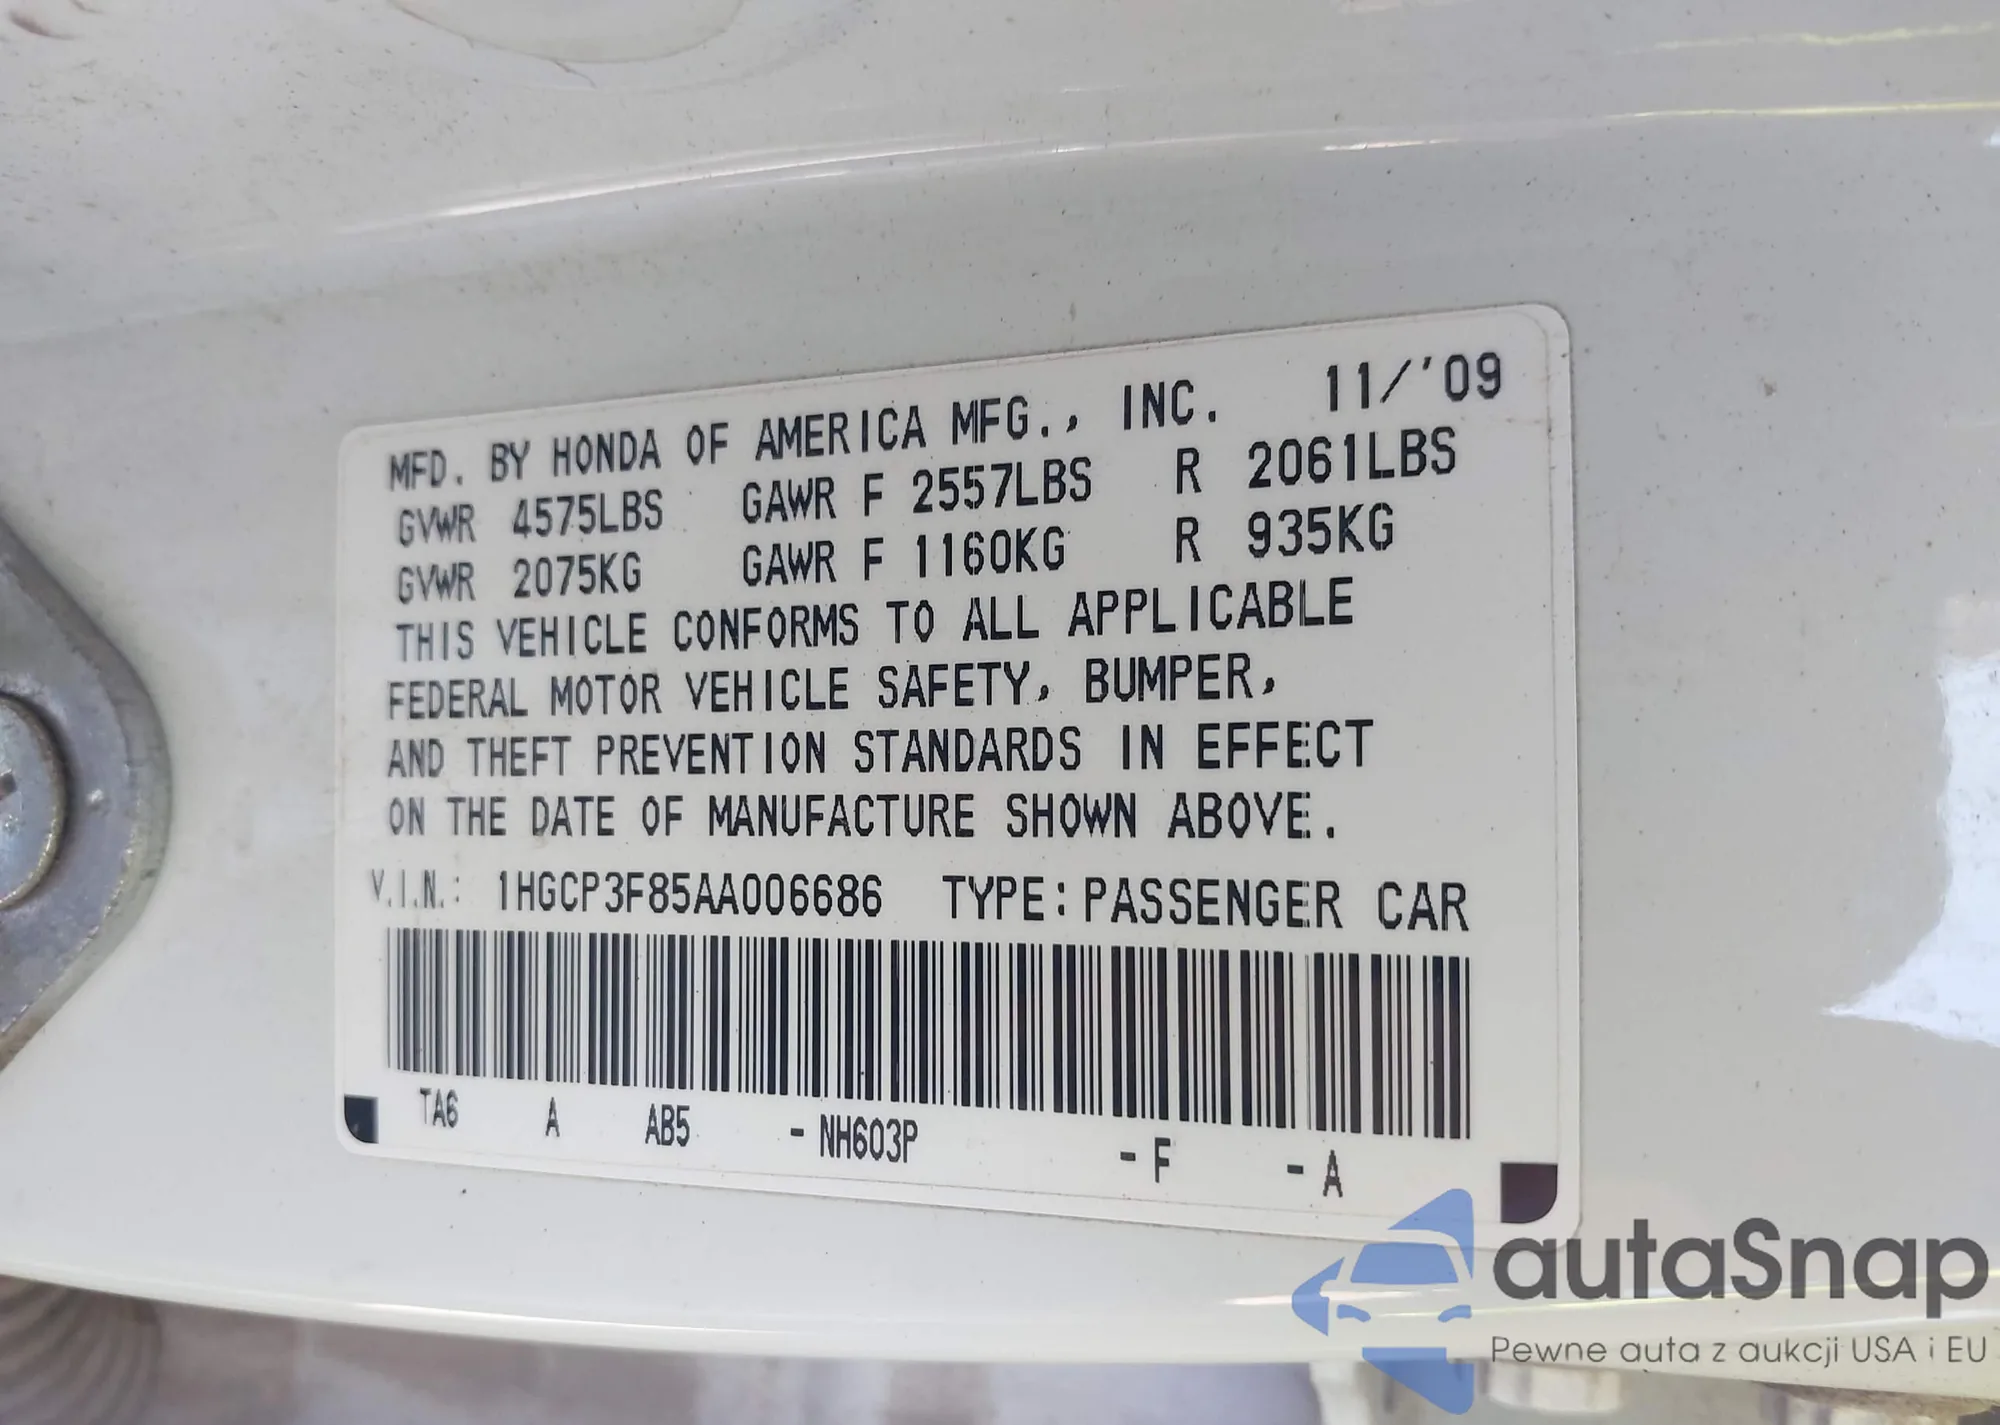 MFD. BY HONDA OF AMERICA MFG., INC. 11/'09
GVWR 4575LBS GAWR F 2557LBS R 2061LBS
GVWR 2075KG GAWR F 1160KG R 935KG
THIS VEHICLE CONFORMS TO ALL APPLICABLE
FEDERAL MOTOR VEHICLE SAFETY, BUMPER,
AND THEFT PREVENTION STANDARDS IN EFFECT
ON THE DATE OF MANUFACTURE SHOWN ABOVE.
V.I.N.: 1HGCP3F85AA006686 TYPE: PASSENGER CAR
TA6 A AB5 - NH603P - F - A
autaSnap
Pewne auta z aukcji USA i EU